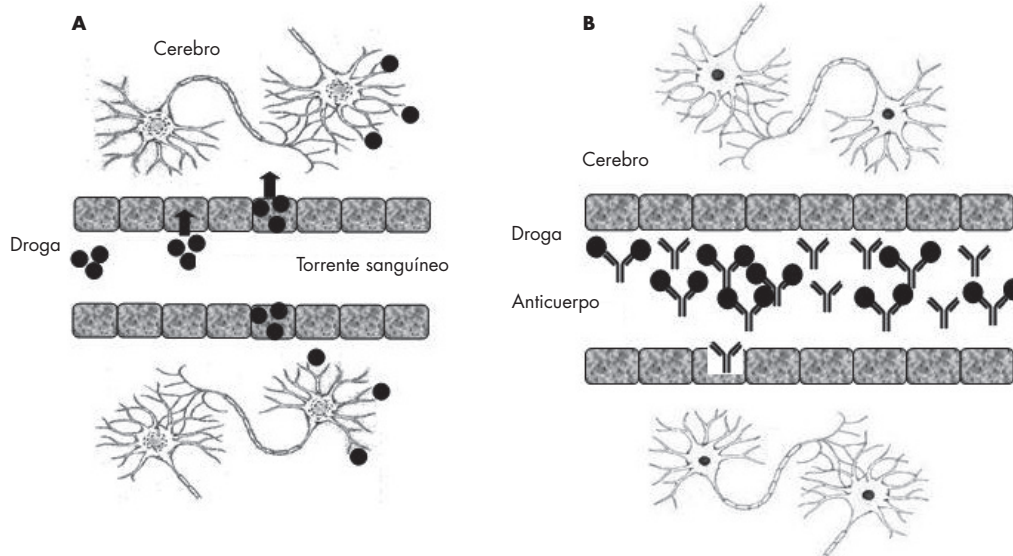 A
Cerebro
Droga
Torrente sanguíneo
B
Cerebro
Droga
Anticuerpo